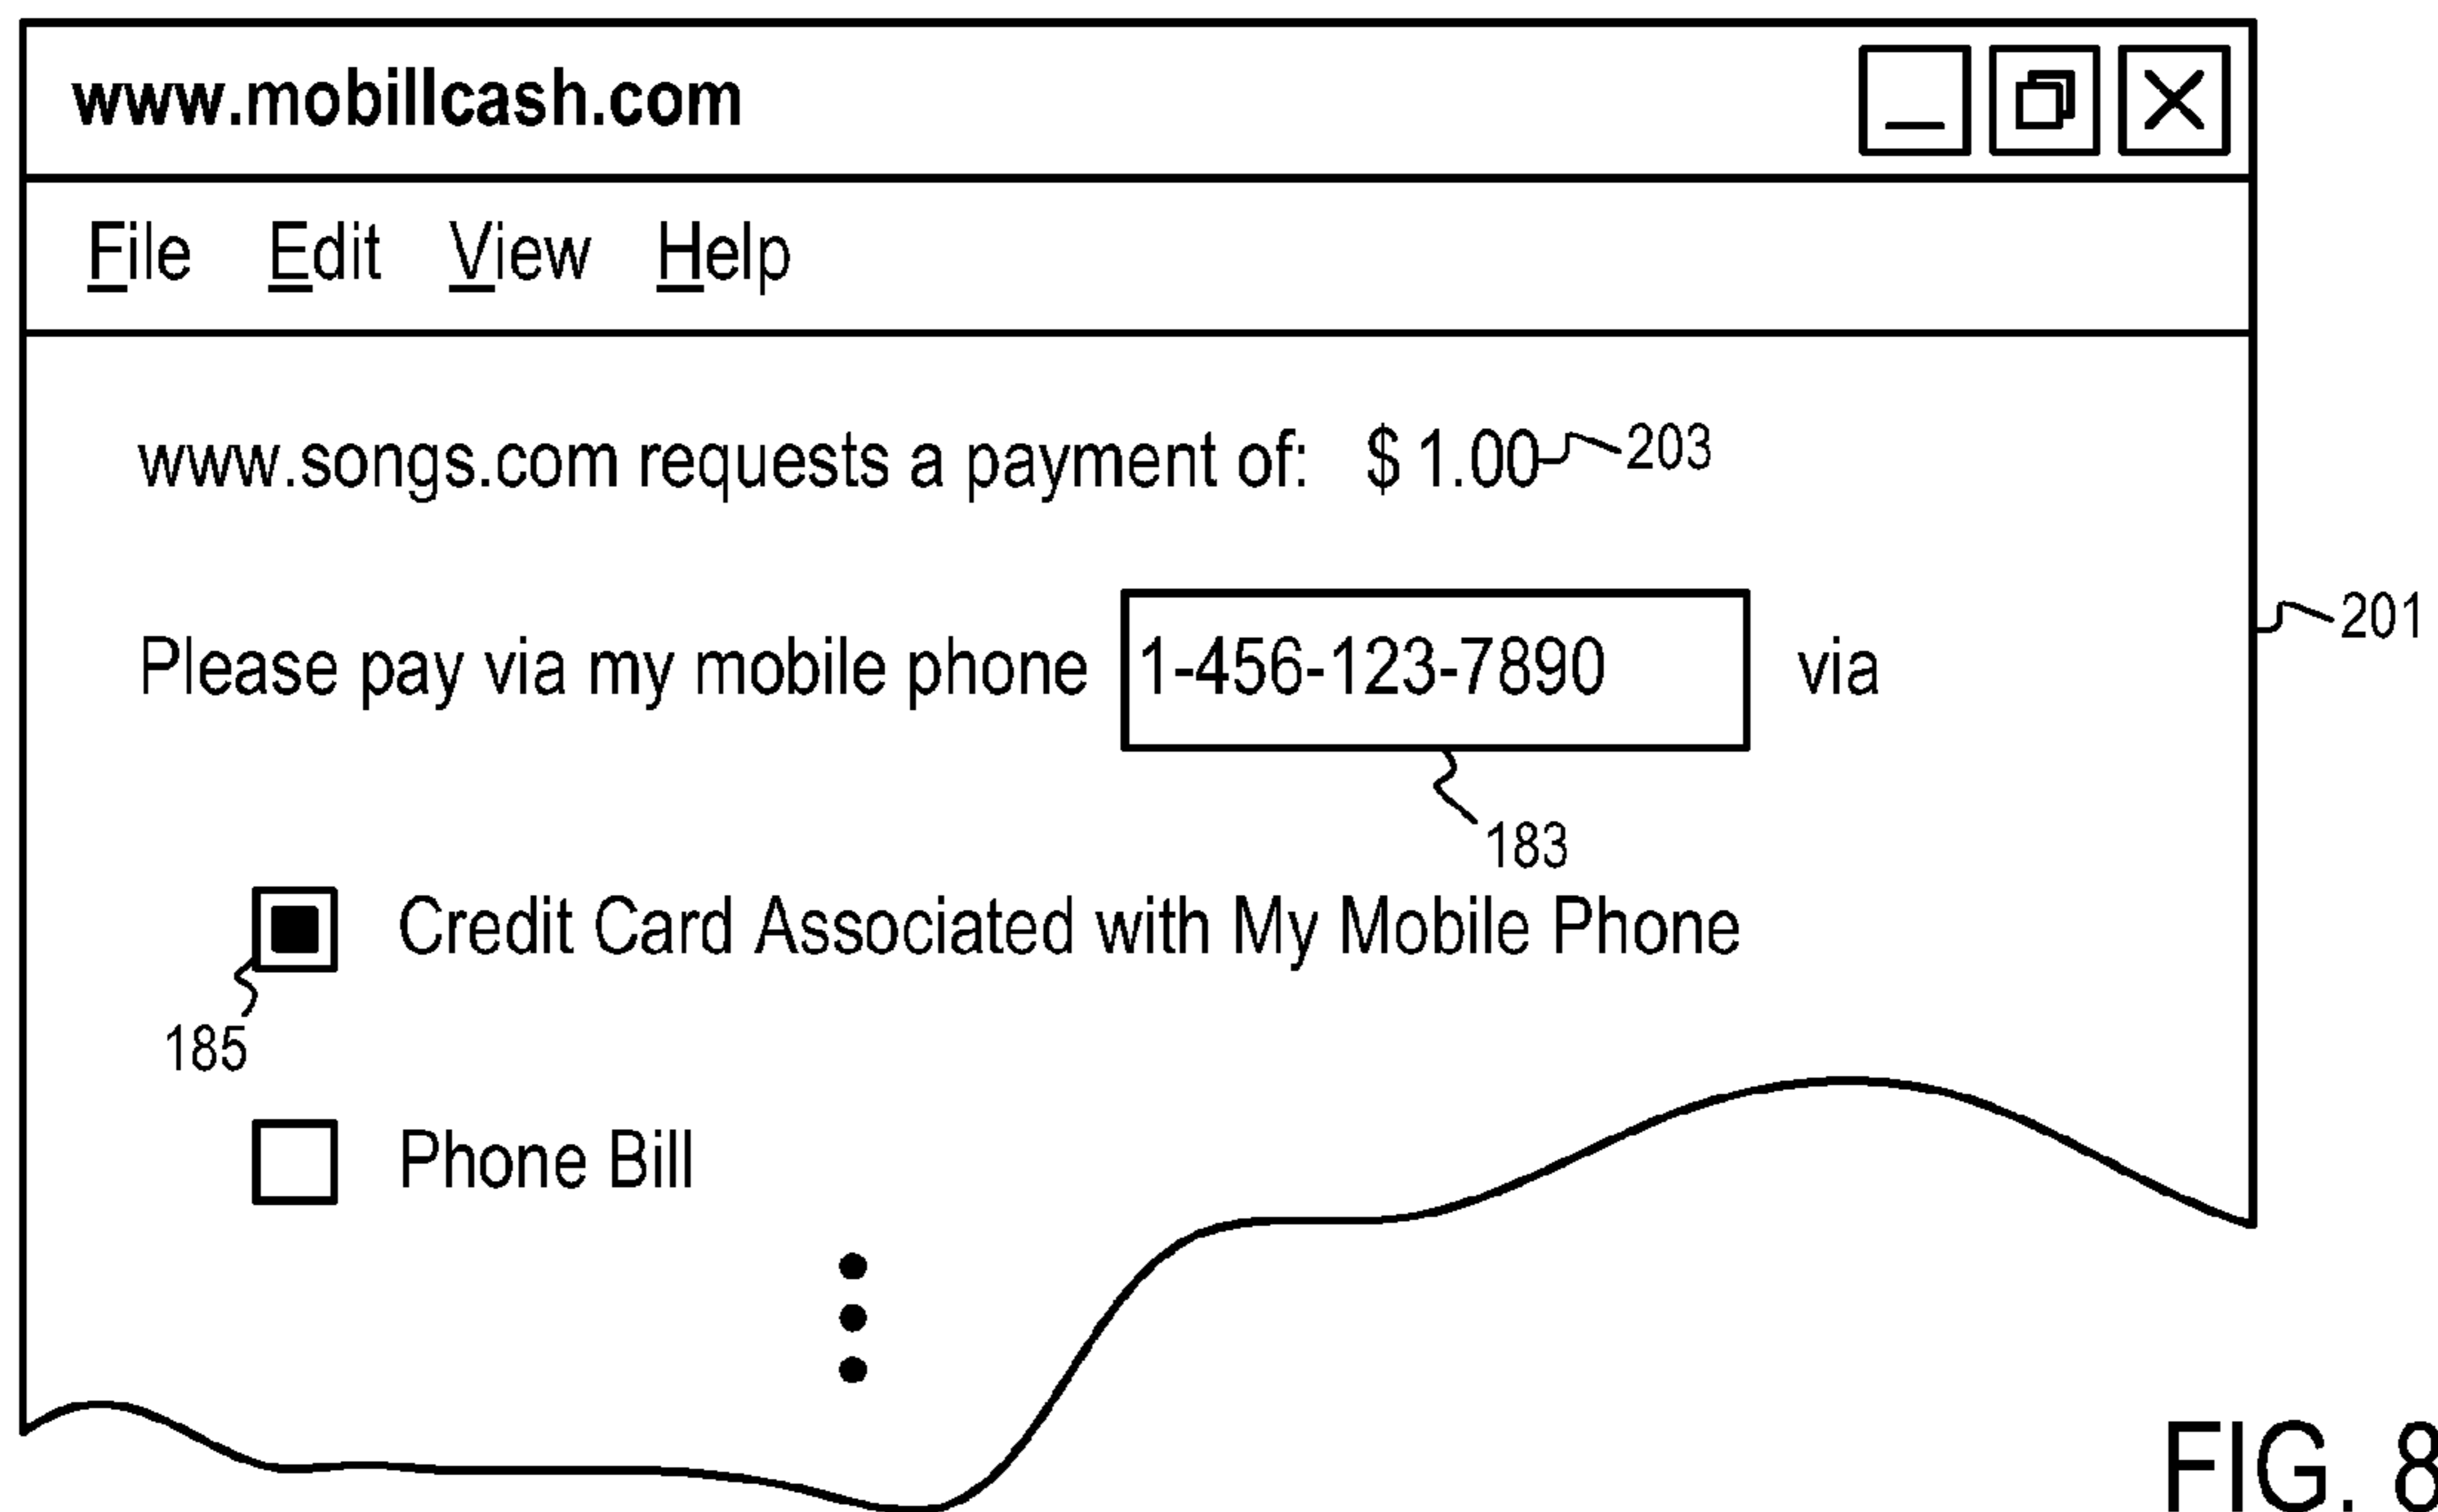 www.mobillcash.com
File Edit View Help
www.songs.com requests a payment of: $ 1.00 203
201
Please pay via my mobile phone 1-456-123-7890 via
183
Credit Card Associated with My Mobile Phone
185
Phone Bill
FIG. 8